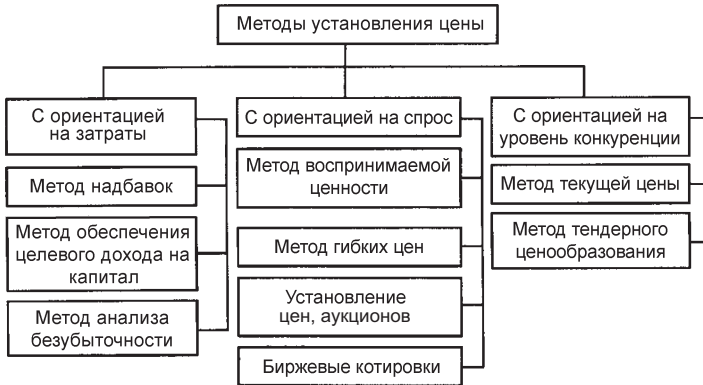 Методы установления цены
С ориентацией
на затраты
Метод надбавок
Метод обеспечения
целевого дохода на
капитал
Метод анализа
безубыточности
С ориентацией на спрос
Метод воспринимаемой
ценности
Метод гибких цен
Установление
цен, аукционов
Биржевые котировки
С ориентацией на
уровень конкуренции
Метод текущей цены
Метод тендерного
ценообразования